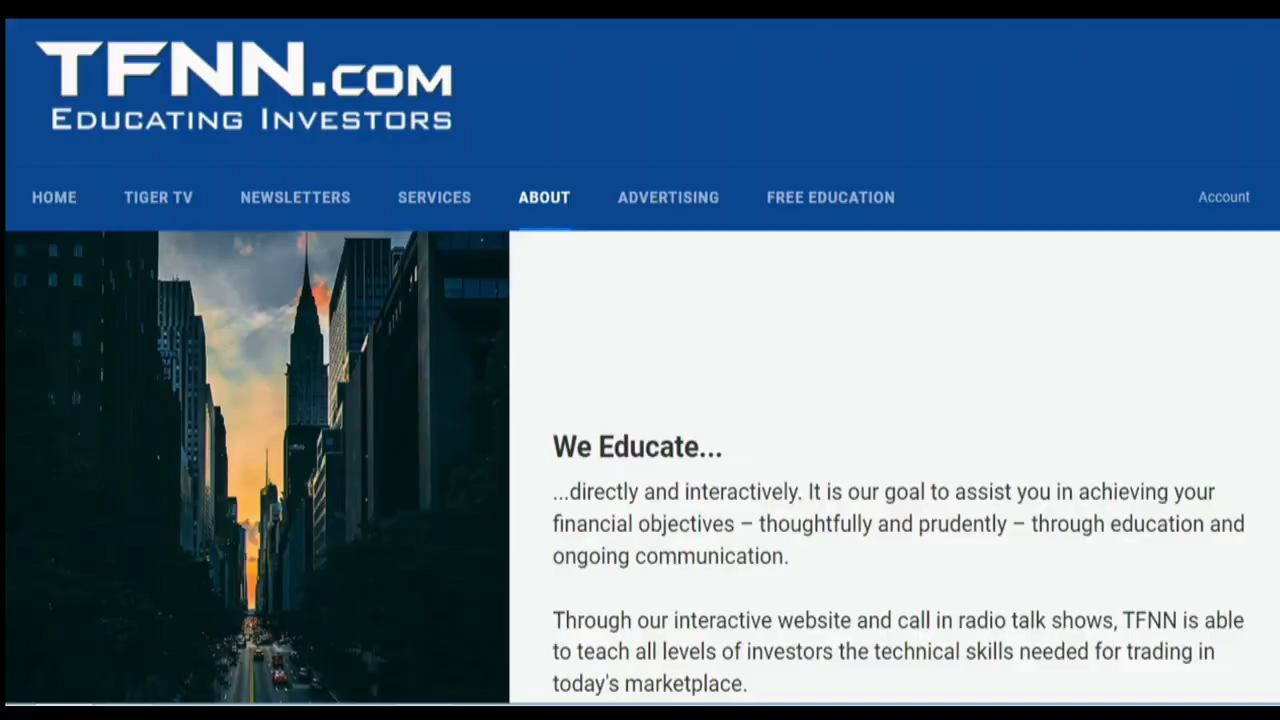 TFNN.COM
EDUCATING INVESTORS
HOME TIGER TV NEWSLETTERS SERVICES ABOUT ADVERTISING FREE EDUCATION Account
We Educate...
...directly and interactively. It is our goal to assist you in achieving your
financial objectives – thoughtfully and prudently – through education and
ongoing communication.
Through our interactive website and call in radio talk shows, TFNN is able
to teach all levels of investors the technical skills needed for trading in
today's marketplace.